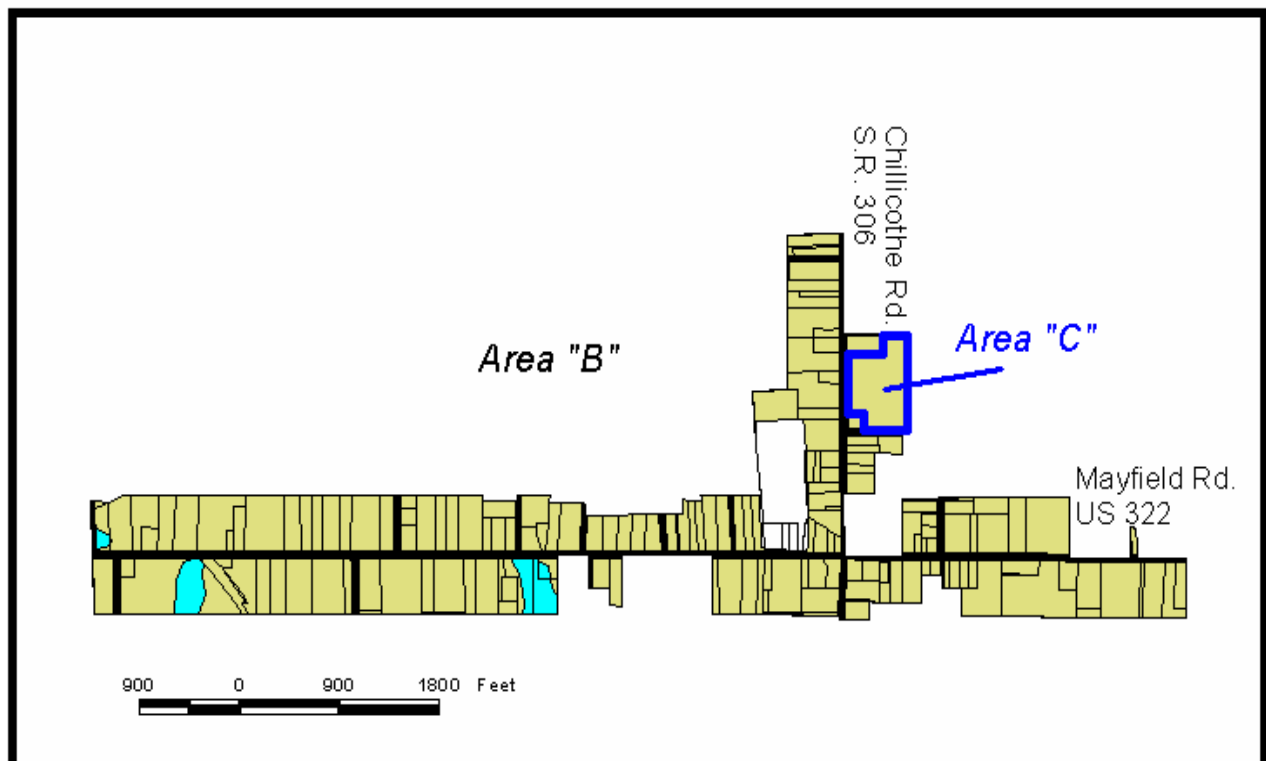 Chillicothe Rd.
S.R. 306
Area "B"
Area "C"
Mayfield Rd.
US 322
900 0 900 1800 Feet